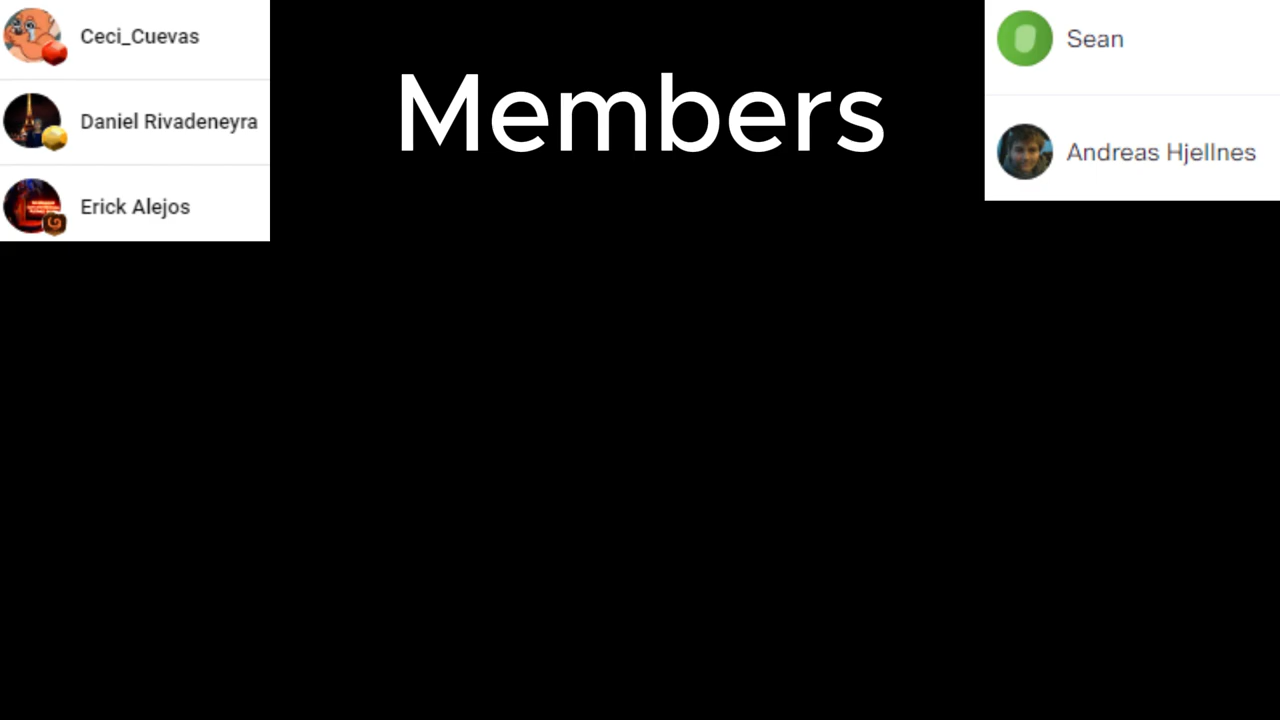 Ceci_Cuevas
Daniel Rivadeneyra
Erick Alejos
Members
Sean
Andreas Hjellnes